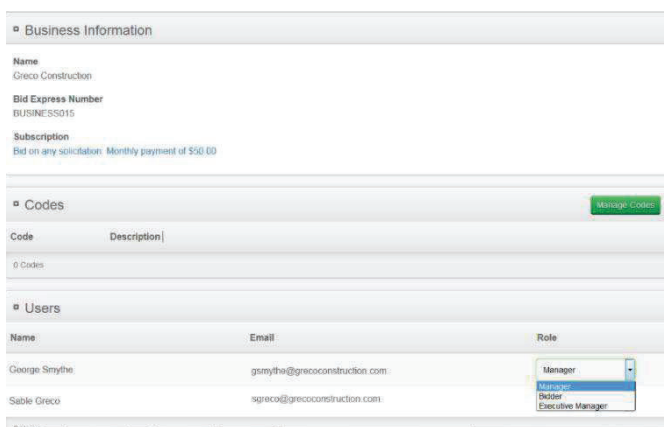 Business Information
Name
Greco Construction
Bid Express Number
BUSINESS015
Subscription
Bid on any solicitation Monthly payment of $50.00
Codes Manage Codes
Code Description
0 Codes
Users
Name Email Role
George Smythe gsmythe@grecoconstruction.com Manager
Manager
Bidder
Sable Greco sgreco@grecoconstruction.com Executive Manager